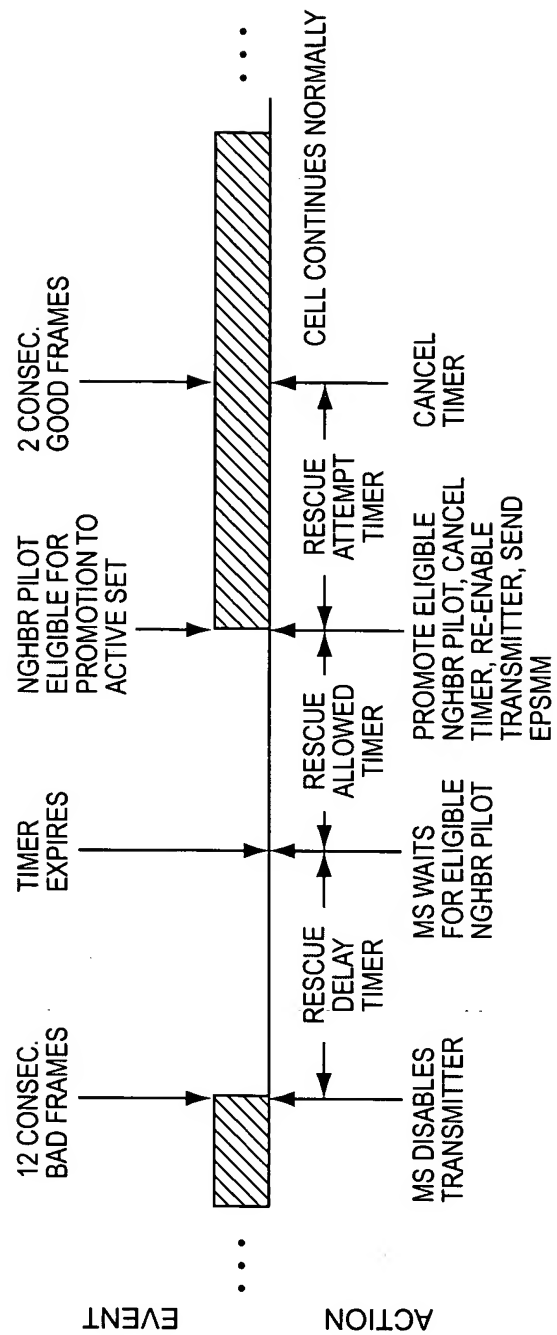 EVENT
12 CONSEC.
BAD FRAMES
TIMER
EXPIRES
NGHBR PILOT
ELIGIBLE FOR
PROMOTION TO
ACTIVE SET
2 CONSEC.
GOOD FRAMES
RESCUE
DELAY
TIMER
RESCUE
ALLOWED
TIMER
RESCUE
ATTEMPT
TIMER
CELL CONTINUES NORMALLY
ACTION
MS DISABLES
TRANSMITTER
MS WAITS
FOR ELIGIBLE
NGHBR PILOT
PROMOTE ELIGIBLE
NGHBR PILOT, CANCEL
TIMER, RE-ENABLE
TRANSMITTER, SEND
EPSMM
CANCEL
TIMER